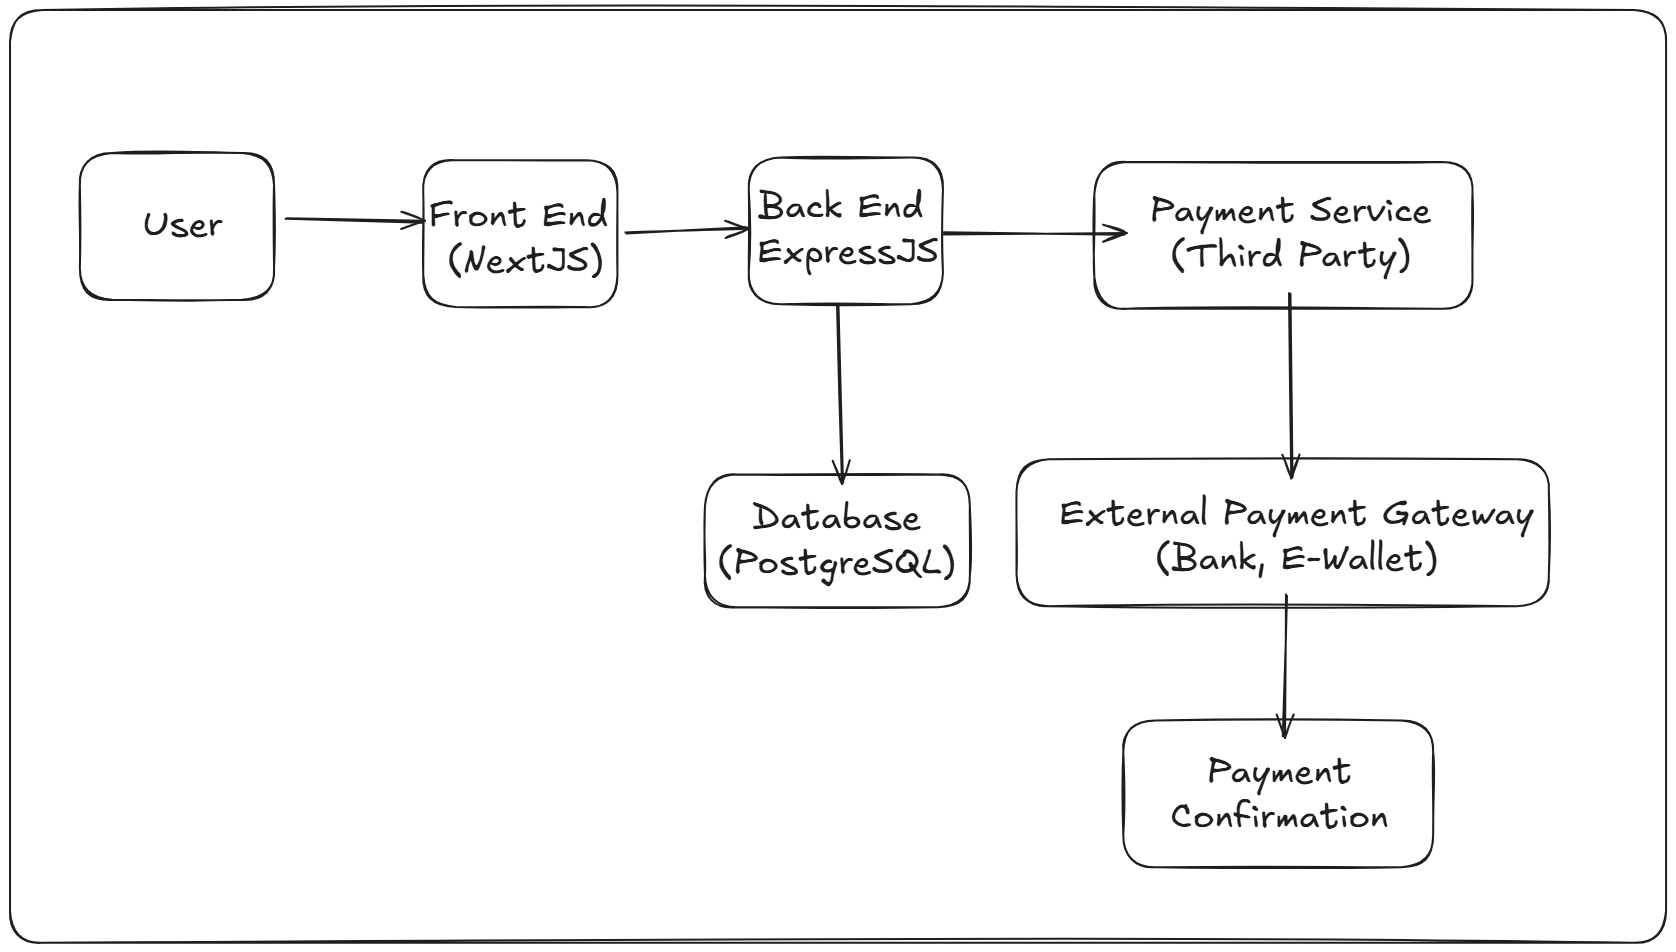 User
Front End
(NextJS)
Back End
ExpressJS
Payment Service
(Third Party)
Database
(PostgreSQL)
External Payment Gateway
(Bank, E-Wallet)
Payment
Confirmation